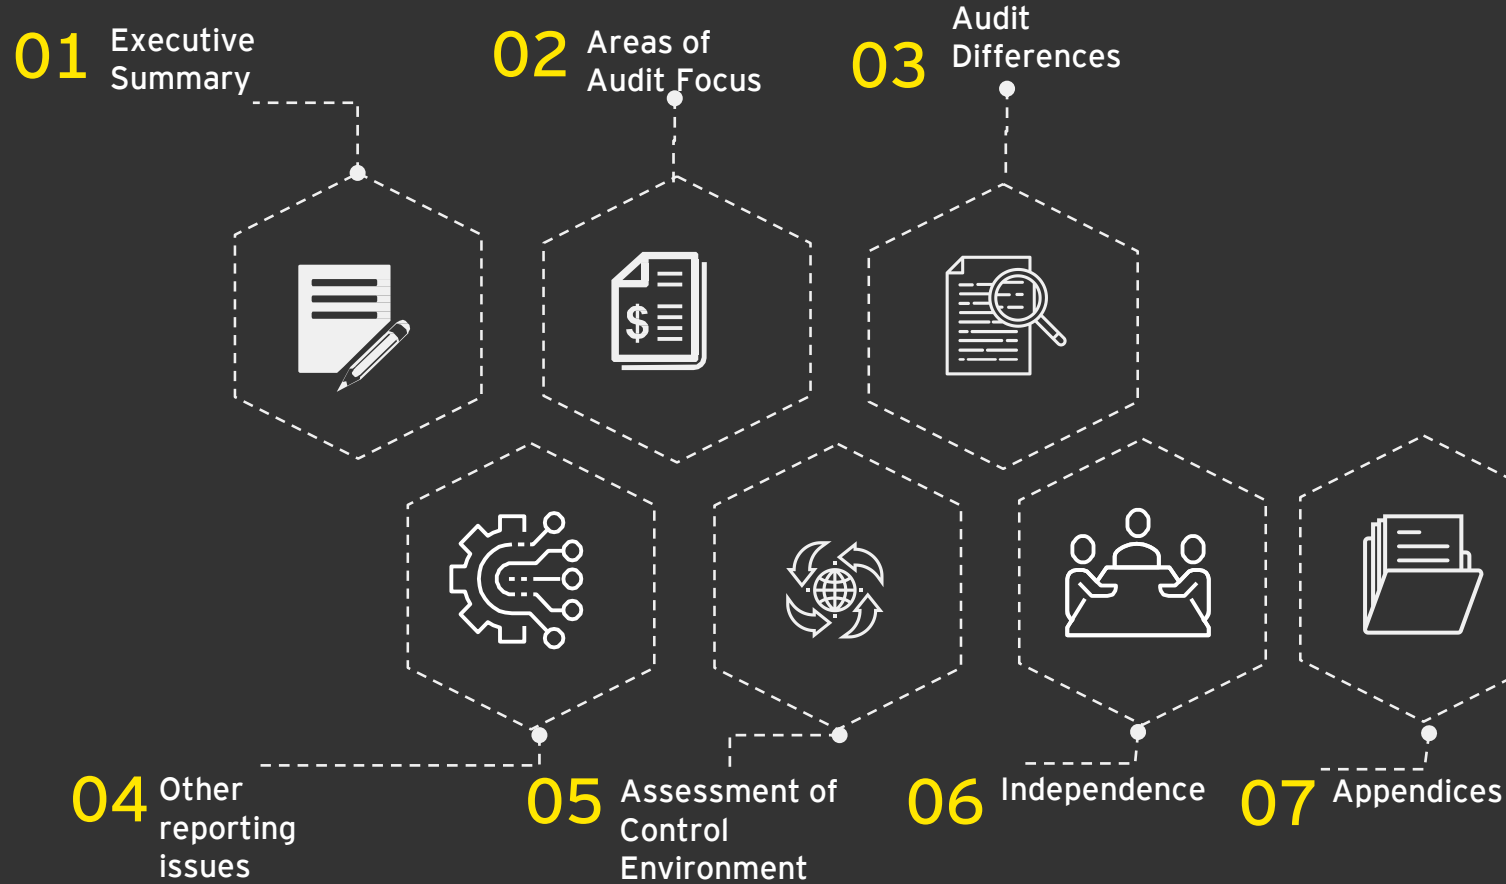 01 Executive
Summary
02 Areas of
Audit Focus
03 Audit
Differences
$
04 Other
reporting
issues
05 Assessment of
Control
Environment
06 Independence
07 Appendices